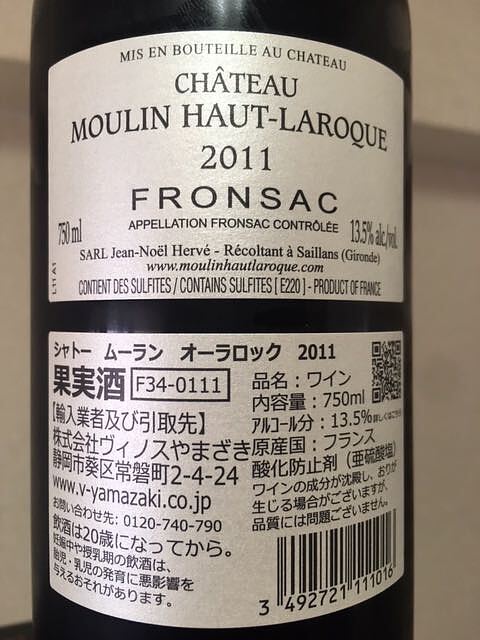 MIS EN BOUTEILLE AU CHATEAU
CHÂTEAU
MOULIN HAUT-LAROQUE
2011
FRONSAC
APPELLATION FRONSAC CONTRÔLÉE
750 ml
13.5% alc./vol.
SARL Jean-Noël Hervé - Récoltant à Saillans (Gironde)
www.moulinhautlaroque.com
CONTIENT DES SULFITES / CONTAINS SULFITES [ E220 ] - PRODUCT OF FRANCE
シャトー ムーラン オーラロック 2011
果実酒 F34-0111
【輸入業者及び引取先】
株式会社ヴィノスやまざき
静岡市葵区常磐町2-4-24
www.v-yamazaki.co.jp
お問い合わせ先：0120-740-790
飲酒は20歳になってから。
妊娠中や授乳期の飲酒は、
胎児・乳児の発育に悪影響を
与えるおそれがあります。
品名：ワイン
内容量：750ml
アルコール分：13.5%
詳しくはこちら
原産国：フランス
酸化防止剤（亜硫酸塩）
ワインの成分が沈殿し、おりが
生じる場合がございますが、
品質には問題ございません。
3 492721 111016